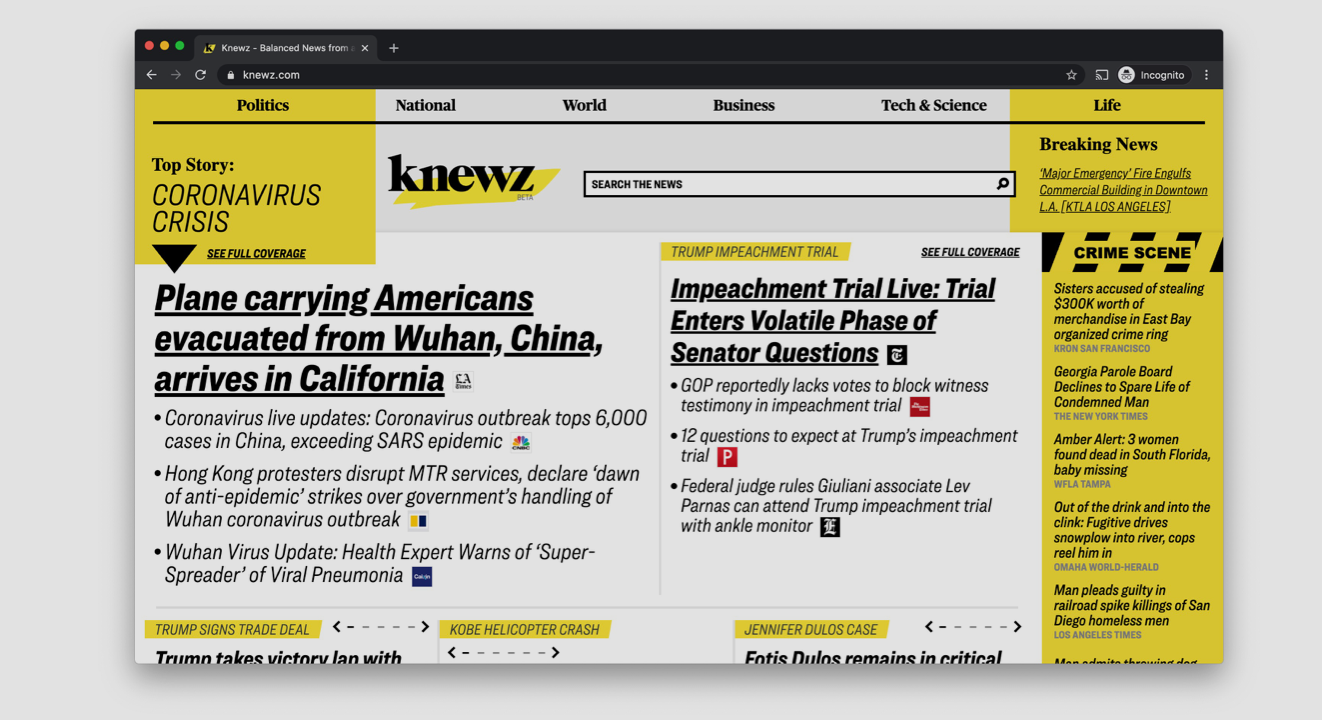 Knewz - Balanced News from a
knewz.com
Incognito
Politics
National
World
Business
Tech & Science
Life
Top Story:
CORONAVIRUS
CRISIS
SEE FULL COVERAGE
knewz
BETA
SEARCH THE NEWS
Breaking News
‘Major Emergency’ Fire Engulfs
Commercial Building in Downtown
L.A. [KTLA LOS ANGELES]
Plane carrying Americans
evacuated from Wuhan, China,
arrives in California
LA
Times
• Coronavirus live updates: Coronavirus outbreak tops 6,000
cases in China, exceeding SARS epidemic
CNBC
• Hong Kong protesters disrupt MTR services, declare ‘dawn
of anti-epidemic’ strikes over government’s handling of
Wuhan coronavirus outbreak
• Wuhan Virus Update: Health Expert Warns of ‘Super-
Spreader’ of Viral Pneumonia
TRUMP IMPEACHMENT TRIAL
SEE FULL COVERAGE
Impeachment Trial Live: Trial
Enters Volatile Phase of
Senator Questions
• GOP reportedly lacks votes to block witness
testimony in impeachment trial
• 12 questions to expect at Trump’s impeachment
trial
P
• Federal judge rules Giuliani associate Lev
Parnas can attend Trump impeachment trial
with ankle monitor
E
CRIME SCENE
Sisters accused of stealing
$300K worth of
merchandise in East Bay
organized crime ring
KRON SAN FRANCISCO
Georgia Parole Board
Declines to Spare Life of
Condemned Man
THE NEW YORK TIMES
Amber Alert: 3 women
found dead in South Florida,
baby missing
WFLA TAMPA
Out of the drink and into the
clink: Fugitive drives
snowplow into river, cops
reel him in
OMAHA WORLD-HERALD
Man pleads guilty in
railroad spike killings of San
Diego homeless men
LOS ANGELES TIMES
Man admits throwing dog
TRUMP SIGNS TRADE DEAL
Trump takes victory lap with
KOBE HELICOPTER CRASH
JENNIFER DULOS CASE
Fotis Dulos remains in critical